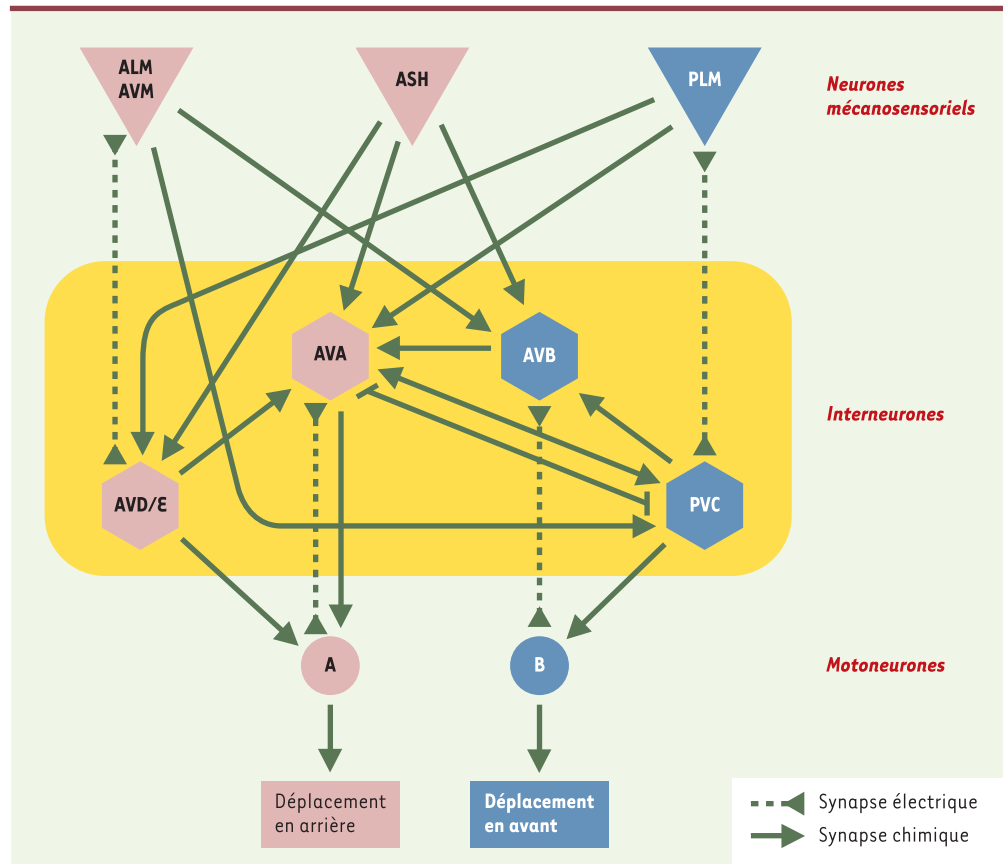 ALM
AVM
ASH
PLM
Neurones
mécanosensoriels
AVA
AVB
Interneurones
AVD/E
PVC
A
B
Motoneurones
Déplacement
en arrière
Déplacement
en avant
Synapse électrique
Synapse chimique